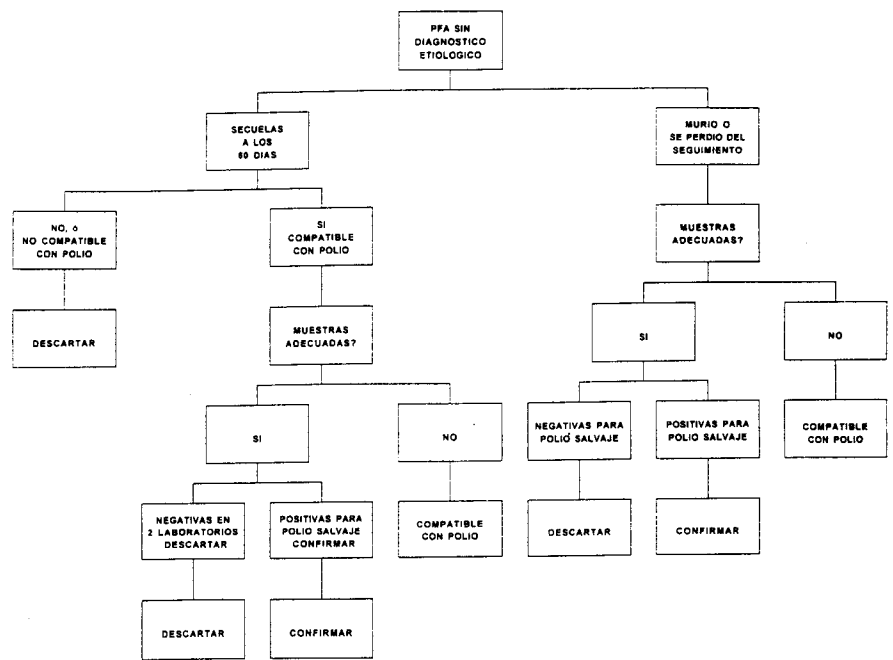 PFA SIN
DIAGNOSTICO
ETIOLOGICO
SECUELAS
A LOS
60 DIAS
MURIO O
SE PERDIO DEL
SEGUIMIENTO
NO, ó
NO COMPATIBLE
CON POLIO
SI
COMPATIBLE
CON POLIO
MUESTRAS
ADECUADAS?
DESCARTAR
MUESTRAS
ADECUADAS?
SI
NO
SI
NO
NEGATIVAS PARA
POLIO SALVAJE
POSITIVAS PARA
POLIO SALVAJE
COMPATIBLE
CON POLIO
NEGATIVAS EN
2 LABORATORIOS
DESCARTAR
POSITIVAS PARA
POLIO SALVAJE
CONFIRMAR
COMPATIBLE
CON POLIO
DESCARTAR
CONFIRMAR
DESCARTAR
CONFIRMAR